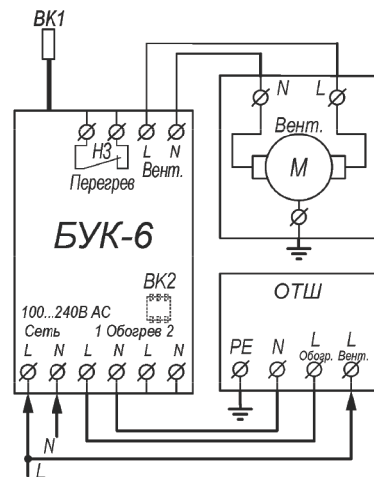 ВК1
N L
Вент.
М
НЗ L N
Перегрев Вент.
БУК-6
ВК2
100...240В АС
Сеть 1 Обогрев 2
L N L N L N
ОТШ
PE N L L
Обогр. Вент.
N
L